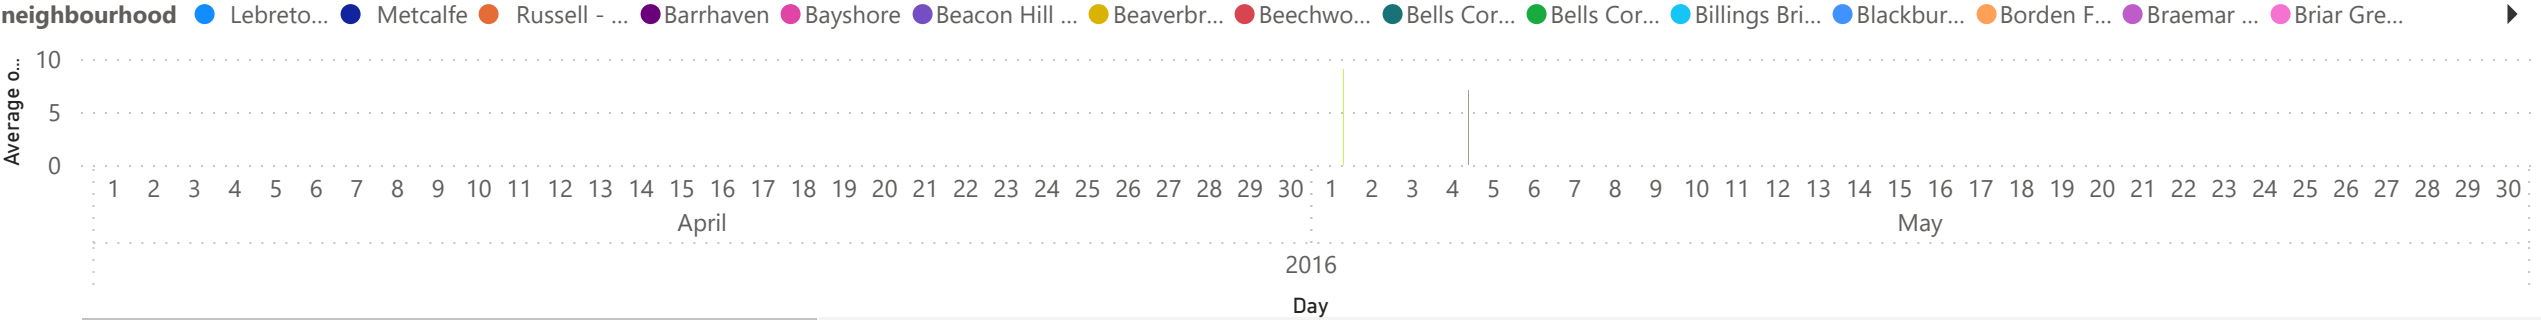 neighbourhood Lebreto... Metcalfe Russell - ... Barrhaven Bayshore Beacon Hill ... Beaverbr... Beechwo... Bells Cor... Bells Cor... Billings Bri... Blackbur... Borden F... Braemar ... Briar Gre...
Average o...
10
5
0
1 2 3 4 5 6 7 8 9 10 11 12 13 14 15 16 17 18 19 20 21 22 23 24 25 26 27 28 29 30 1 2 3 4 5 6 7 8 9 10 11 12 13 14 15 16 17 18 19 20 21 22 23 24 25 26 27 28 29 30
April May
2016
Day